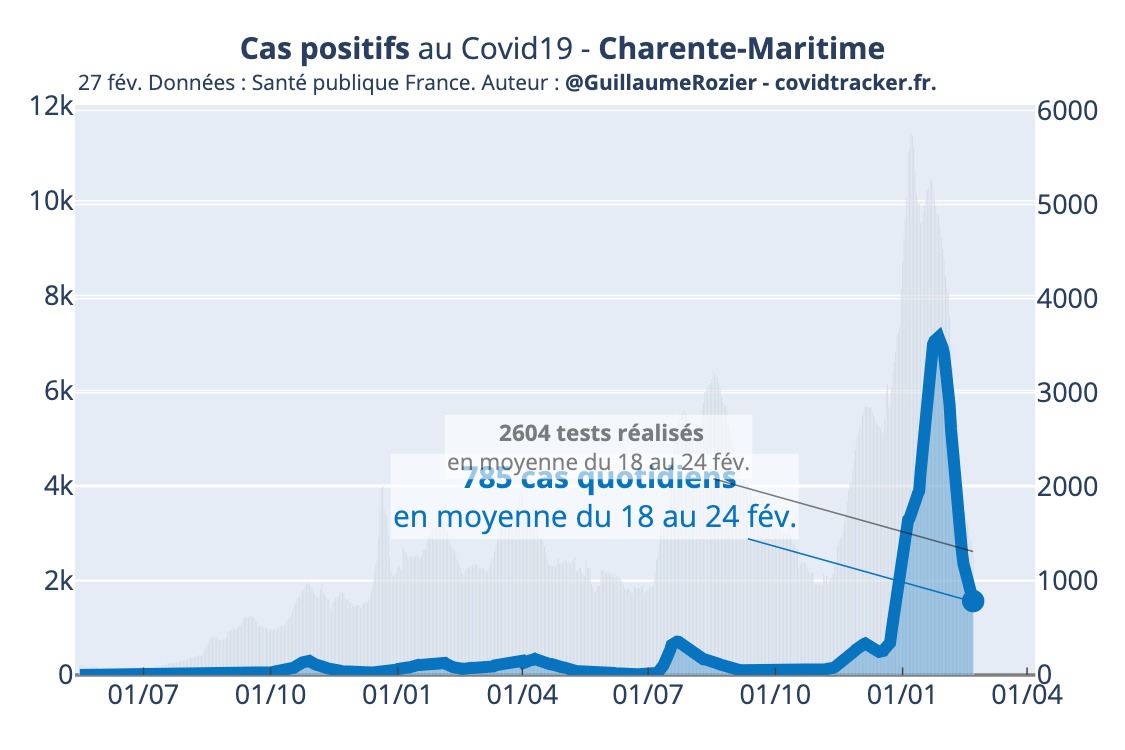 Cas positifs au Covid19 - Charente-Maritime
27 fév. Données : Santé publique France. Auteur : @GuillaumeRozier - covidtracker.fr.
12k
10k
8k
6k
4k
2k
0
6000
5000
4000
3000
2000
1000
0
2604 tests réalisés
en moyenne du 18 au 24 fév.
785 cas quotidiens
en moyenne du 18 au 24 fév.
01/07 01/10 01/01 01/04 01/07 01/10 01/01 01/04